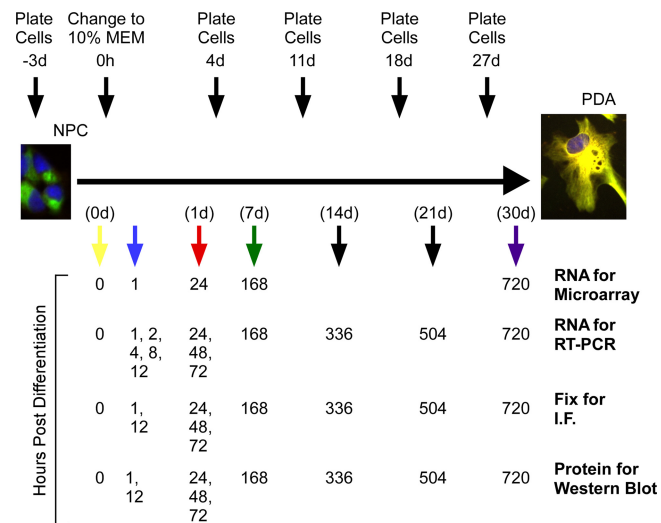 Plate Cells -3d
Change to 10% MEM 0h
Plate Cells 4d
Plate Cells 11d
Plate Cells 18d
Plate Cells 27d
NPC
PDA
(0d) (1d) (7d) (14d) (21d) (30d)
Hours Post Differentiation
0 1 24 168 720 RNA for Microarray
0 1, 2, 4, 8, 12 24, 48, 72 168 336 504 720 RNA for RT-PCR
0 1, 12 24, 48, 72 168 336 504 720 Fix for I.F.
0 1, 12 24, 48, 72 168 336 504 720 Protein for Western Blot